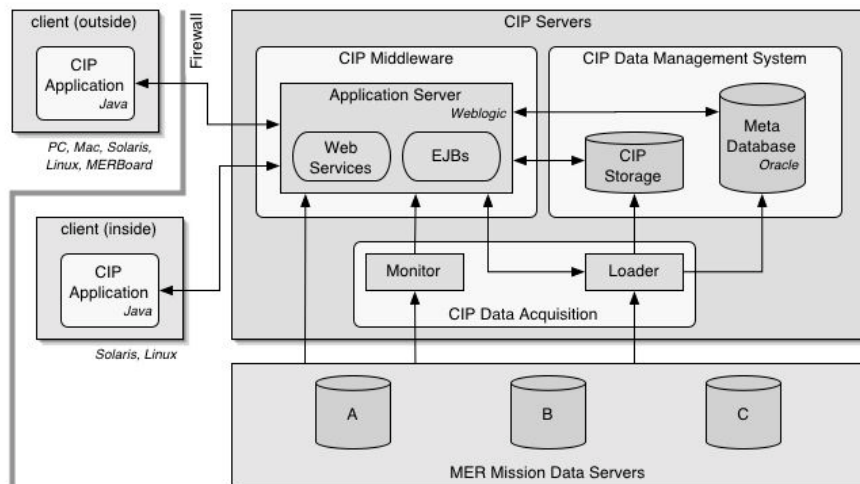 client (outside)
CIP
Application
Java
PC, Mac, Solaris,
Linux, MERBoard
Firewall
client (inside)
CIP
Application
Java
Solaris, Linux
CIP Servers
CIP Middleware
Application Server
Weblogic
Web
Services
EJBs
CIP Data Management System
CIP
Storage
Meta
Database
Oracle
Monitor
Loader
CIP Data Acquisition
A
B
C
MER Mission Data Servers